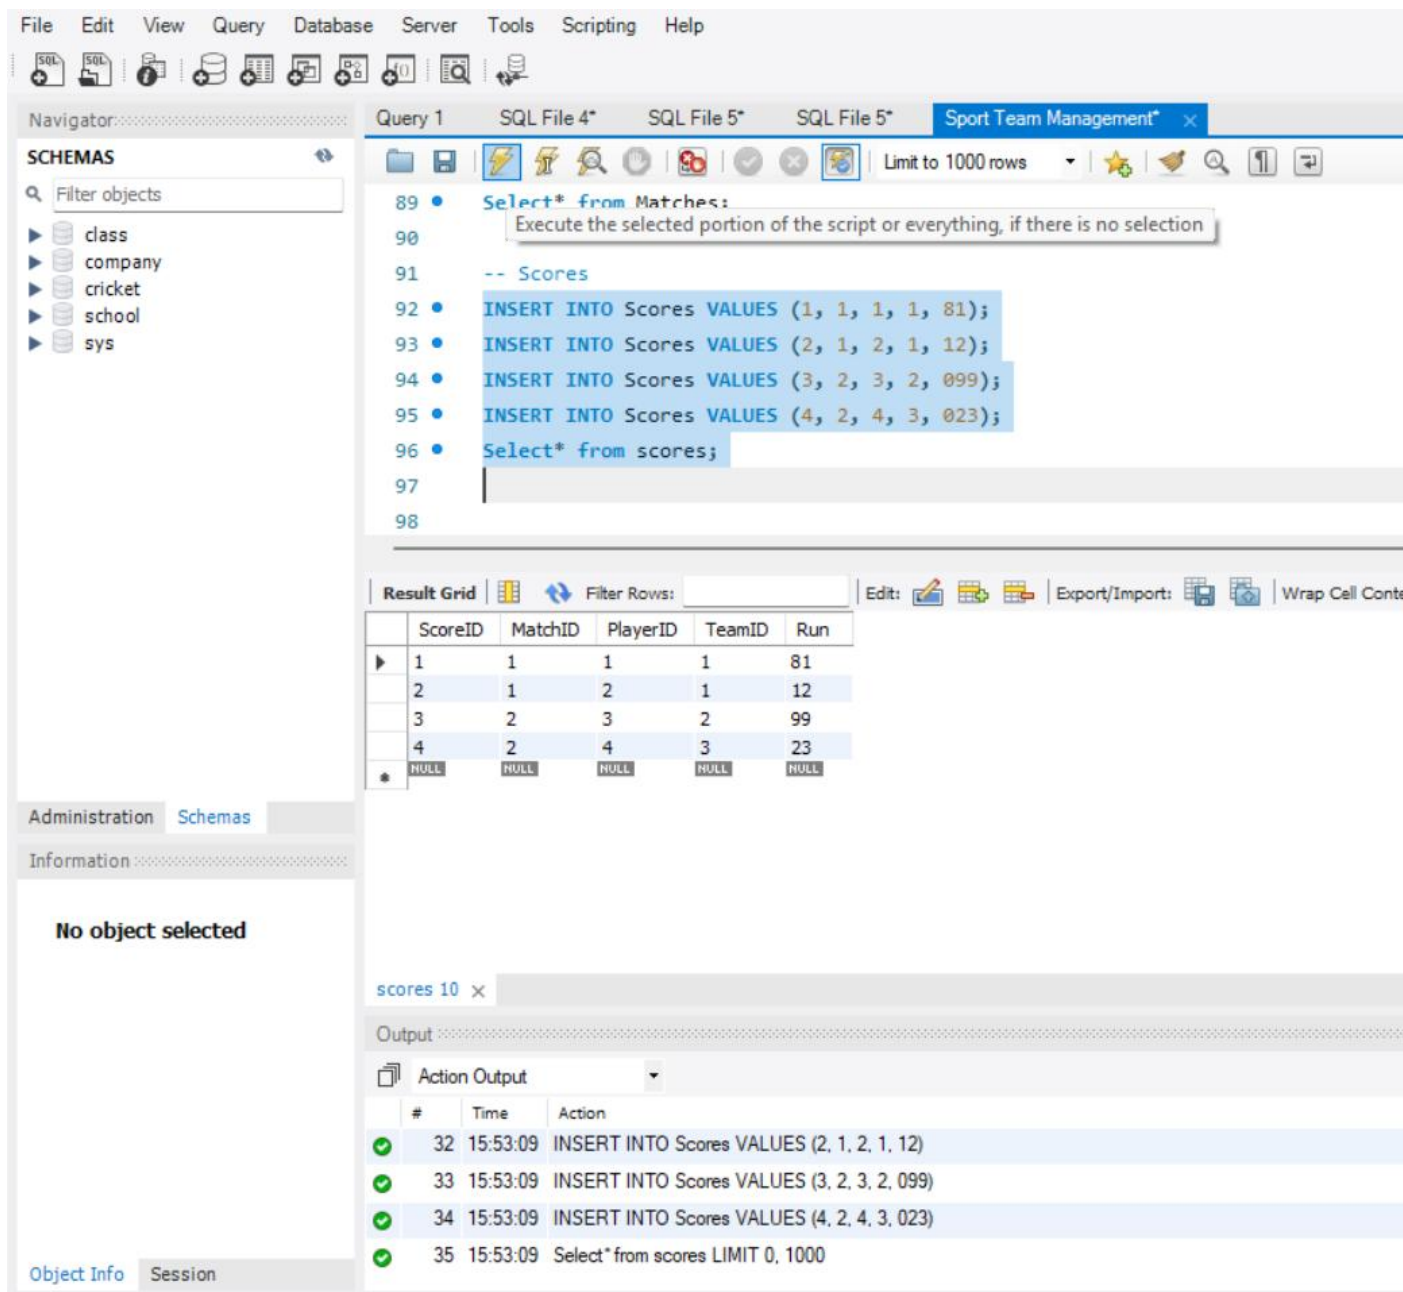 File Edit View Query Database Server Tools Scripting Help
Navigator
SCHEMAS
Filter objects
class
company
cricket
school
sys
Administration Schemas
Information
No object selected
Object Info Session
Query 1 SQL File 4* SQL File 5* SQL File 5* Sport Team Management*
Limit to 1000 rows
89 Select* from Matches;
Execute the selected portion of the script or everything, if there is no selection
90
91 -- Scores
92 INSERT INTO Scores VALUES (1, 1, 1, 1, 81);
93 INSERT INTO Scores VALUES (2, 1, 2, 1, 12);
94 INSERT INTO Scores VALUES (3, 2, 3, 2, 099);
95 INSERT INTO Scores VALUES (4, 2, 4, 3, 023);
96 Select* from scores;
97
98
Result Grid Filter Rows: Edit: Export/Import: Wrap Cell Conte
ScoreID MatchID PlayerID TeamID Run
1 1 1 1 81
2 1 2 1 12
3 2 3 2 99
4 2 4 3 23
NULL NULL NULL NULL NULL
scores 10
Output
Action Output
# Time Action
32 15:53:09 INSERT INTO Scores VALUES (2, 1, 2, 1, 12)
33 15:53:09 INSERT INTO Scores VALUES (3, 2, 3, 2, 099)
34 15:53:09 INSERT INTO Scores VALUES (4, 2, 4, 3, 023)
35 15:53:09 Select* from scores LIMIT 0, 1000